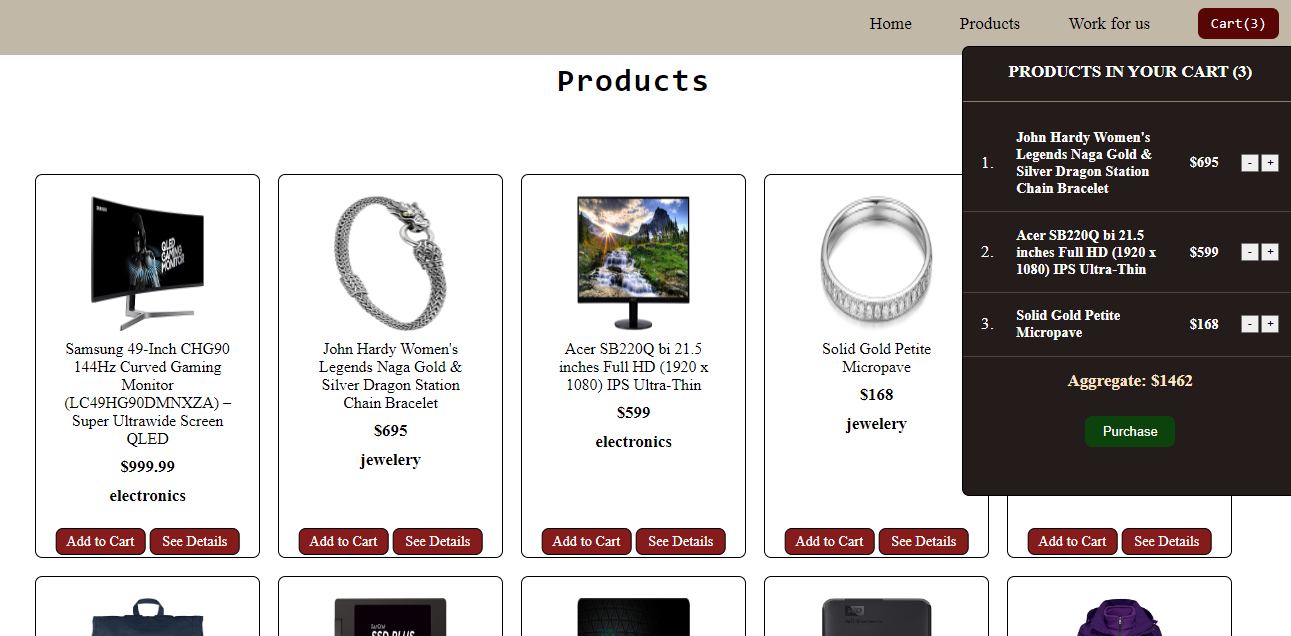 Home Products Work for us Cart(3)
PRODUCTS IN YOUR CART (3)
1. John Hardy Women's
Legends Naga Gold &
Silver Dragon Station
Chain Bracelet
$695 - +
2. Acer SB220Q bi 21.5
inches Full HD (1920 x
1080) IPS Ultra-Thin
$599 - +
3. Solid Gold Petite
Micropave
$168 - +
Aggregate: $1462
Purchase
Products
SAMSUNG
QLED
GAMING
MONITOR
Samsung 49-Inch CHG90
144Hz Curved Gaming
Monitor
(LC49HG90DMNXZA) –
Super Ultrawide Screen
QLED
$999.99
electronics
Add to Cart See Details
John Hardy Women's
Legends Naga Gold &
Silver Dragon Station
Chain Bracelet
$695
jewelery
Add to Cart See Details
Acer SB220Q bi 21.5
inches Full HD (1920 x
1080) IPS Ultra-Thin
$599
electronics
Add to Cart See Details
Solid Gold Petite
Micropave
$168
jewelery
Add to Cart See Details
Add to Cart See Details
SanDisk
SSD PLUS